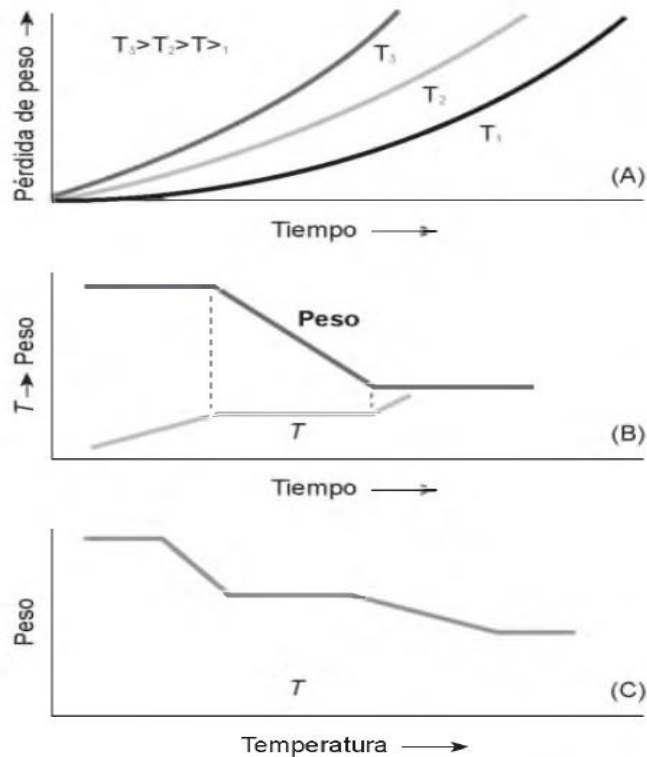 Pérdida de peso →
T₃>T₂>T>₁
T₃
T₂
T₁
(A)
Tiempo →
T→ Peso
Peso
T
(B)
Tiempo →
Peso
T
(C)
Temperatura →